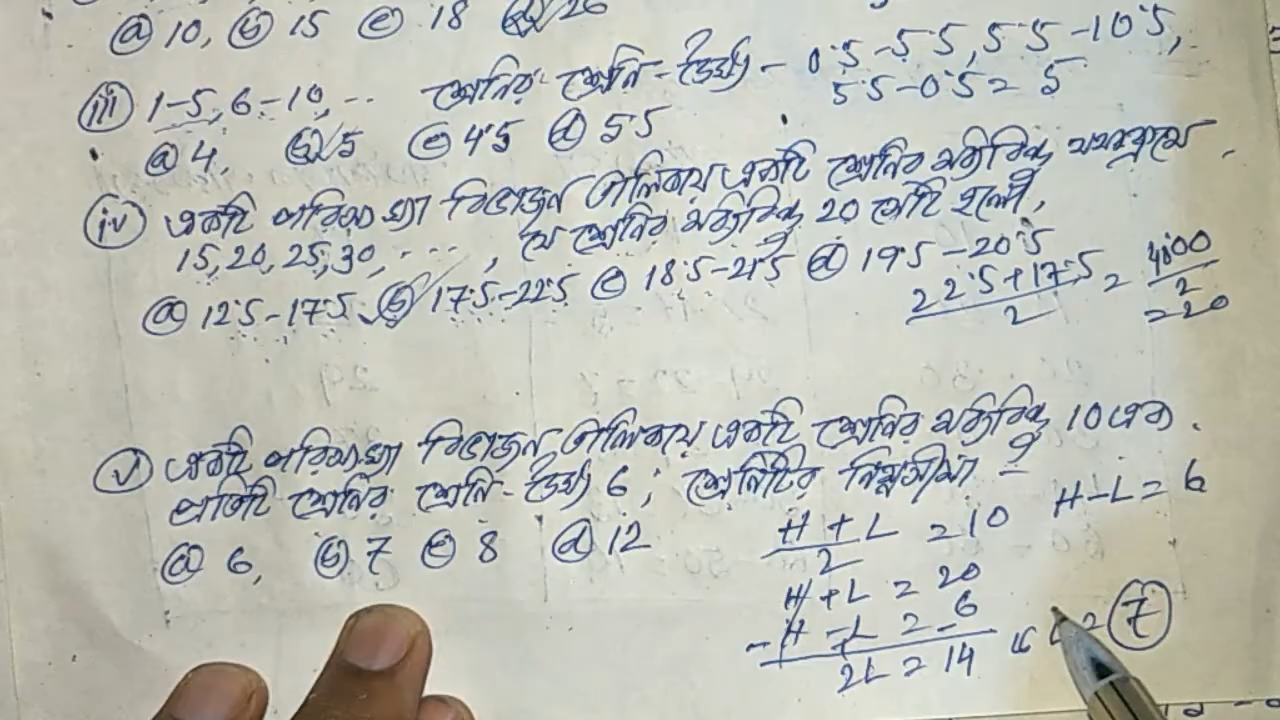 ⓐ 10, ⓑ 15 ⓒ 18 ⓓ 20
(iii) 1-5, 6-10, ... শ্রেনির শ্রেনি-দৈর্ঘ্য - 0.5-5.5, 5.5-10.5,
5.5-0.5 = 5
ⓐ 4, ⓑ 5 ⓒ 4.5 ⓓ 5.5
(iv) একটি পরিসংখ্যা বিভাজন তালিকায় একটি শ্রেনির মধ্যবিন্দু যথাক্রমে
15, 20, 25, 30, ...., যে শ্রেনির মধ্যবিন্দু 20 সেটি হলো,
ⓐ 12.5-17.5 ⓑ 17.5-22.5 ⓒ 18.5-21.5 ⓓ 19.5-20.5
22.5+17.5 / 2 = 40.00 / 2
= 20
(v) একটি পরিসংখ্যা বিভাজন তালিকায় একটি শ্রেনির মধ্যবিন্দু 10 এবং
প্রতিটি শ্রেনির শ্রেনি-দৈর্ঘ্য 6; শ্রেনিটির নিম্নসীমা -
ⓐ 6, ⓑ 7 ⓒ 8 ⓓ 12
H+L / 2 = 10 H-L = 6
H+L = 20
-H-L = -6
2L = 14 L = 7